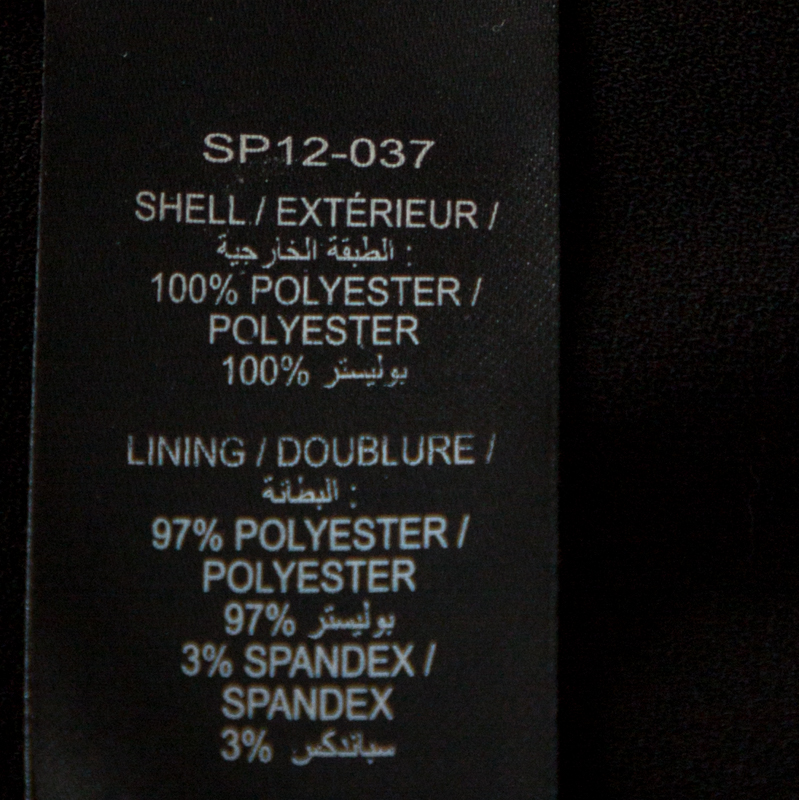 SP12-037
SHELL / EXTÉRIEUR /
الطبقة الخارجية :
100% POLYESTER /
POLYESTER
100% بوليستر
LINING / DOUBLURE /
البطانة :
97% POLYESTER /
POLYESTER
97% بوليستر
3% SPANDEX /
SPANDEX
3% سباندكس